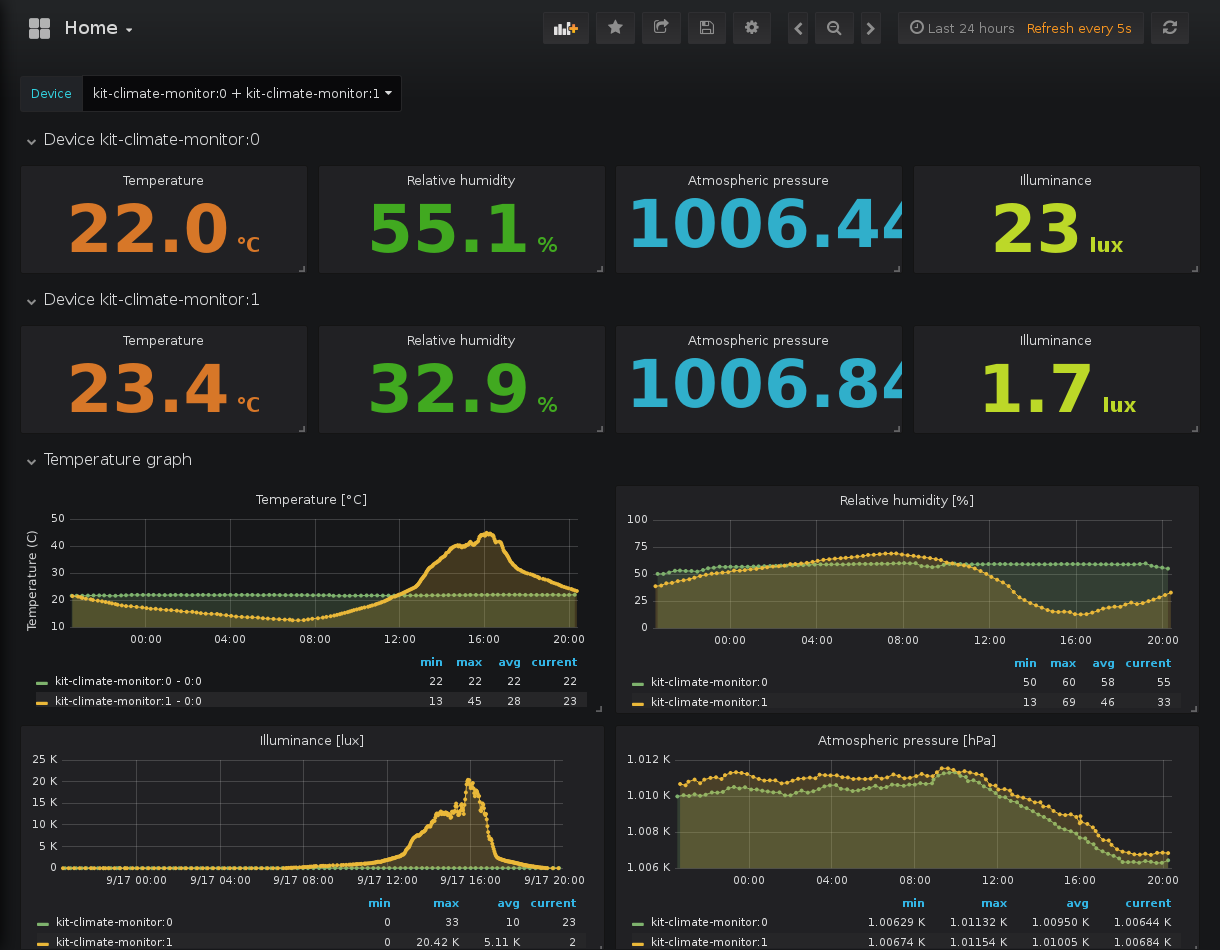 Home
Last 24 hours Refresh every 5s
Device kit-climate-monitor:0 + kit-climate-monitor:1
Device kit-climate-monitor:0
Temperature Relative humidity Atmospheric pressure Illuminance
22.0 °C 55.1 % 1006.44 23 lux
Device kit-climate-monitor:1
Temperature Relative humidity Atmospheric pressure Illuminance
23.4 °C 32.9 % 1006.84 1.7 lux
Temperature graph
Temperature [°C]
Temperature (C)
50
40
30
20
10
00:00 04:00 08:00 12:00 16:00 20:00
min max avg current
kit-climate-monitor:0 - 0:0 22 22 22 22
kit-climate-monitor:1 - 0:0 13 45 28 23
Relative humidity [%]
100
75
50
25
0
00:00 04:00 08:00 12:00 16:00 20:00
min max avg current
kit-climate-monitor:0 50 60 58 55
kit-climate-monitor:1 13 69 46 33
Illuminance [lux]
25 K
20 K
15 K
10 K
5 K
0
9/17 00:00 9/17 04:00 9/17 08:00 9/17 12:00 9/17 16:00 9/17 20:00
min max avg current
kit-climate-monitor:0 0 33 10 23
kit-climate-monitor:1 0 20.42 K 5.11 K 2
Atmospheric pressure [hPa]
1.012 K
1.010 K
1.008 K
1.006 K
00:00 04:00 08:00 12:00 16:00 20:00
min max avg current
kit-climate-monitor:0 1.00629 K 1.01132 K 1.00950 K 1.00644 K
kit-climate-monitor:1 1.00674 K 1.01154 K 1.01005 K 1.00684 K